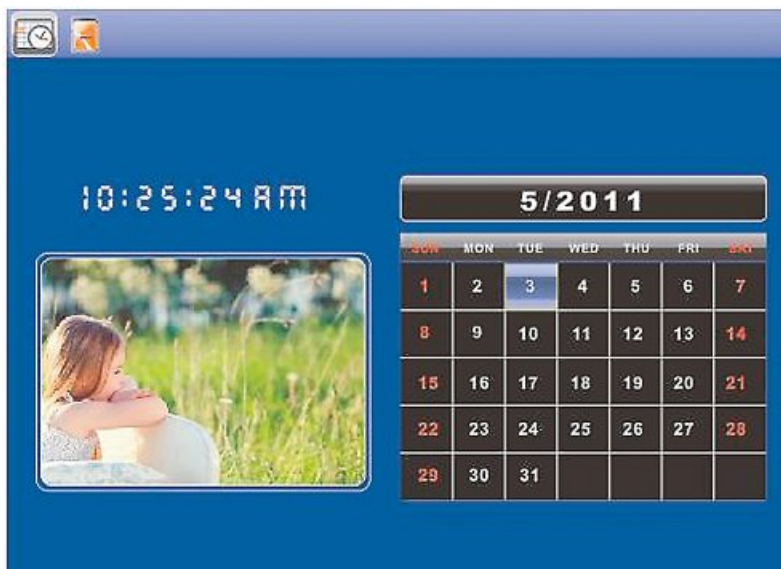 10:25:24 AM
5/2011
SUN MON TUE WED THU FRI SAT
1 2 3 4 5 6 7
8 9 10 11 12 13 14
15 16 17 18 19 20 21
22 23 24 25 26 27 28
29 30 31